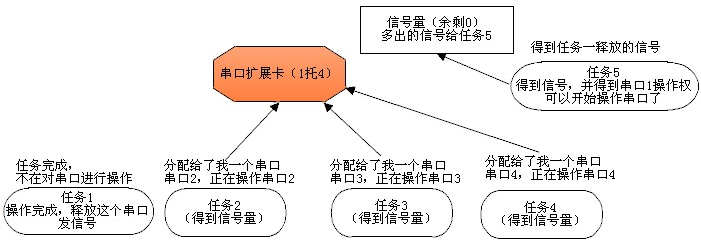 信号量（余剩0）
多出的信号给任务5
串口扩展卡（1托4）
得到任务一释放的信号
任务5
得到信号，并得到串口1操作权
可以开始操作串口了
任务完成，
不在对串口进行操作
任务1
操作完成，释放这个串口
发信号
分配给了我一个串口
串口2，正在操作串口2
任务2
（得到信号量）
分配给了我一个串口
串口3，正在操作串口3
任务3
（得到信号量）
分配给了我一个串口
串口4，正在操作串口4
任务4
（得到信号量）